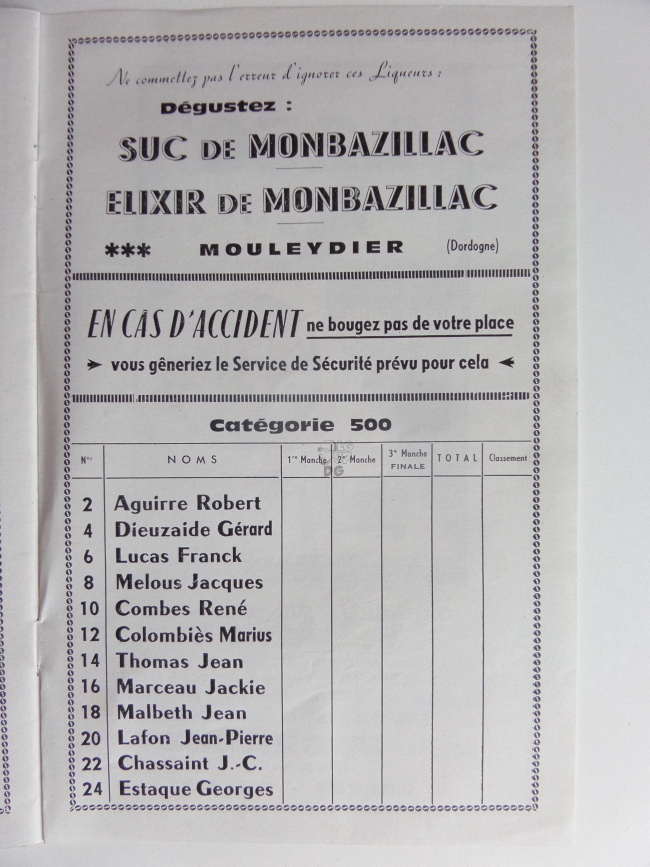 Ne commettez pas l'erreur d'ignorer ces Liqueurs :
Dégustez :
SUC DE MONBAZILLAC
ELIXIR DE MONBAZILLAC
*** MOULEYDIER (Dordogne)
EN CAS D'ACCIDENT ne bougez pas de votre place
vous gêneriez le Service de Sécurité prévu pour cela
Catégorie 500
Nos NOMS 1re Manche 2e Manche 3e Manche FINALE TOTAL Classement
2 Aguirre Robert
4 Dieuzaide Gérard
6 Lucas Franck
8 Melous Jacques
10 Combes René
12 Colombiès Marius
14 Thomas Jean
16 Marceau Jackie
18 Malbeth Jean
20 Lafon Jean-Pierre
22 Chassaint J.-C.
24 Estaque Georges